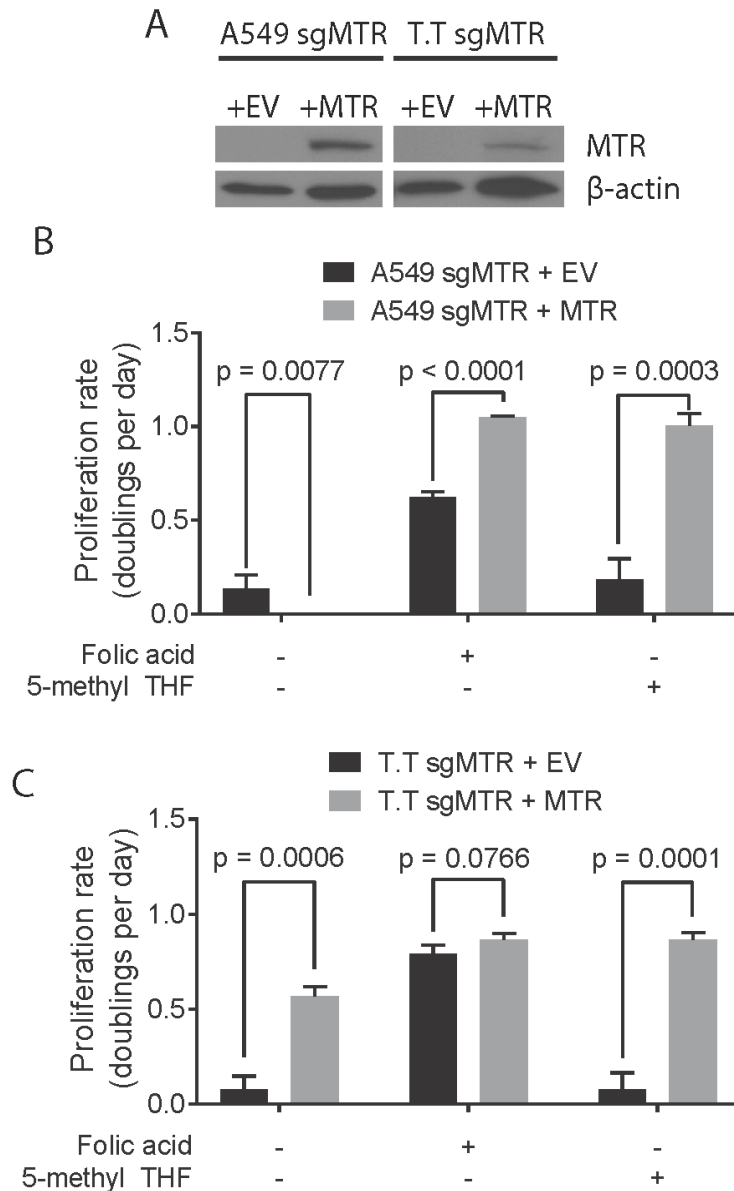 A
A549 sgMTR T.T sgMTR
+EV +MTR +EV +MTR
MTR
β-actin
B
A549 sgMTR + EV
A549 sgMTR + MTR
Proliferation rate
(doublings per day)
1.5
1.0
0.5
0.0
p = 0.0077 p < 0.0001 p = 0.0003
Folic acid - + -
5-methyl THF - - +
C
T.T sgMTR + EV
T.T sgMTR + MTR
Proliferation rate
(doublings per day)
1.5
1.0
0.5
0.0
p = 0.0006 p = 0.0766 p = 0.0001
Folic acid - + -
5-methyl THF - - +